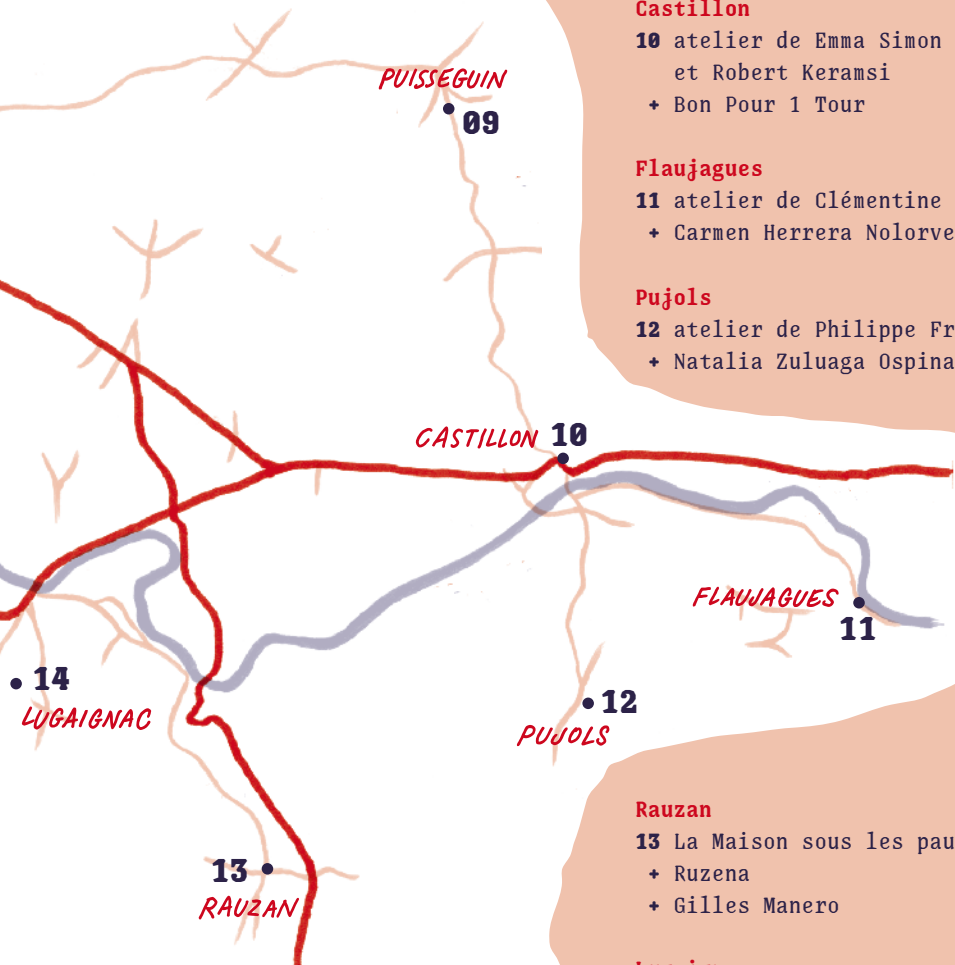 Castillon
10 atelier de Emma Simon
et Robert Keramsi
+ Bon Pour 1 Tour
Flaujagues
11 atelier de Clémentine
+ Carmen Herrera Nolorve
Pujols
12 atelier de Philippe Fr
+ Natalia Zuluaga Ospina
PUISSEGUIN
09
CASTILLON 10
FLAUJAGUES
11
14
LUGAIGNAC
12
PUJOLS
13
RAUZAN
Rauzan
13 La Maison sous les pau
+ Ruzena
+ Gilles Manero